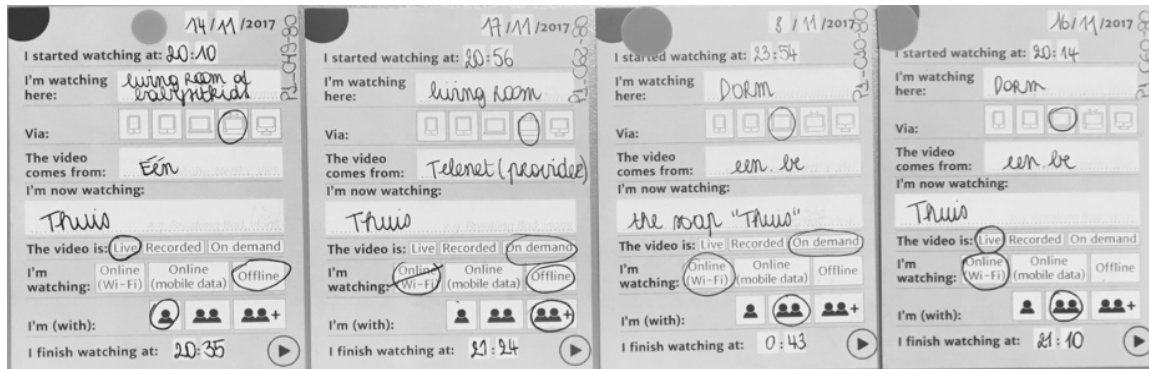 14/11/2017
I started watching at: 20:10
I'm watching here: living room of babysitkids
Via:
The video comes from: Eén
I'm now watching:
Thuis
The video is: Live Recorded On demand
I'm watching: Online (Wi-Fi) Online (mobile data) Offline
I'm (with): +
I finish watching at: 20:35
17/11/2017
I started watching at: 20:56
I'm watching here: living room
Via:
The video comes from: Telenet (provider)
I'm now watching:
Thuis
The video is: Live Recorded On demand
I'm watching: Online (Wi-Fi) Online (mobile data) Offline
I'm (with): +
I finish watching at: 21:24
8/11/2017
I started watching at: 23:54
I'm watching here: DORM
Via:
The video comes from: een.be
I'm now watching:
the soap "Thuis"
The video is: Live Recorded On demand
I'm watching: Online (Wi-Fi) Online (mobile data) Offline
I'm (with): +
I finish watching at: 0:43
16/11/2017
I started watching at: 20:14
I'm watching here: DORM
Via:
The video comes from: een.be
I'm now watching:
Thuis
The video is: Live Recorded On demand
I'm watching: Online (Wi-Fi) Online (mobile data) Offline
I'm (with): +
I finish watching at: 21:10